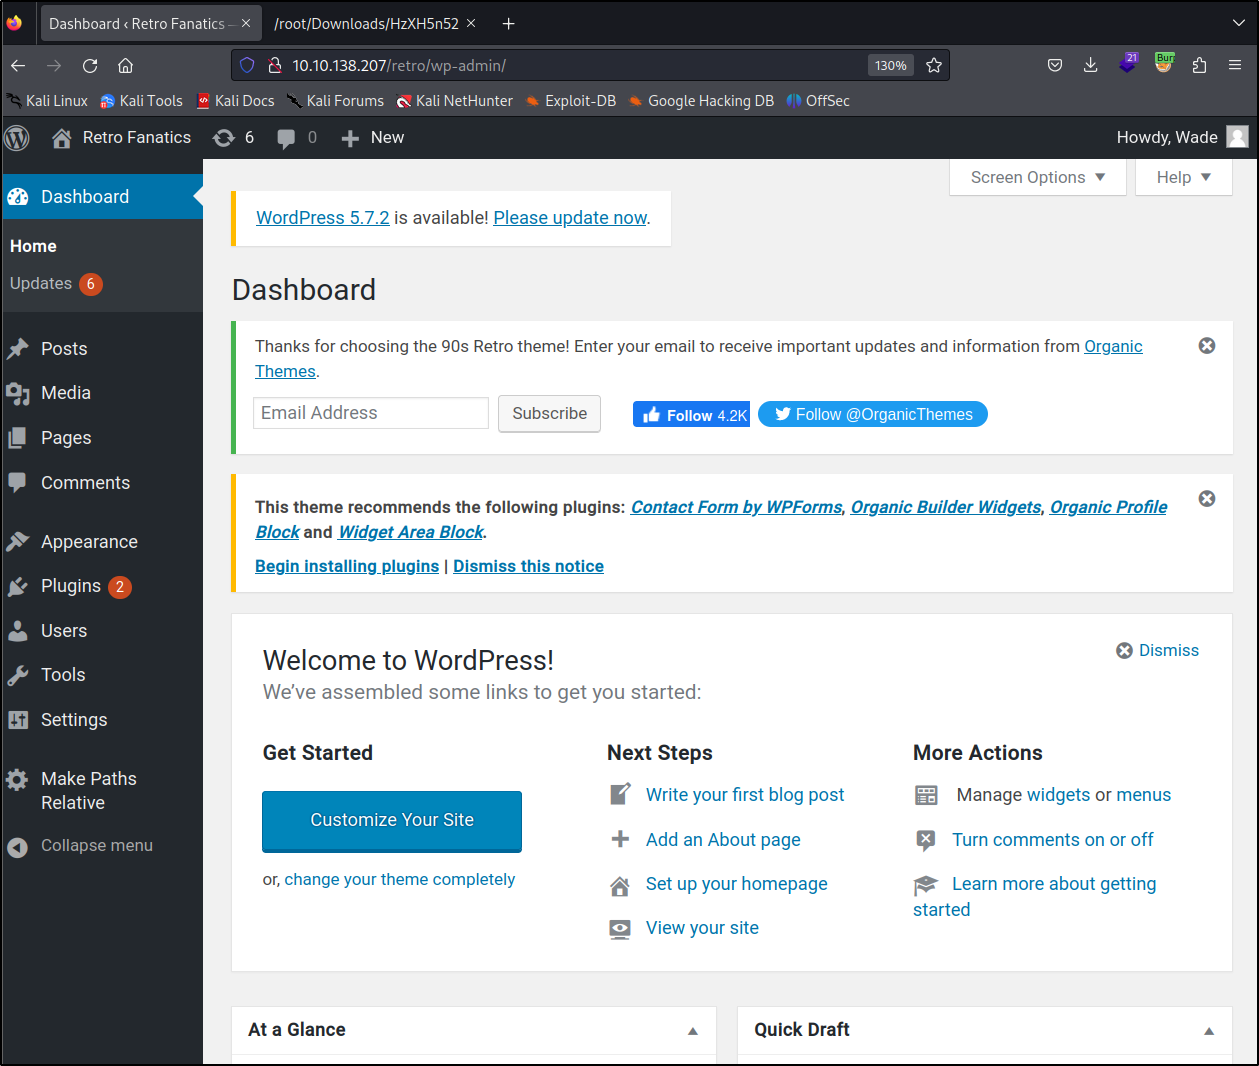 Dashboard ‹ Retro Fanatics –
/root/Downloads/HzXH5n52
10.10.138.207/retro/wp-admin/
130%
21
Kali Linux
Kali Tools
Kali Docs
Kali Forums
Kali NetHunter
Exploit-DB
Google Hacking DB
OffSec
Retro Fanatics
6
0
New
Howdy, Wade
Screen Options
Help
Dashboard
Home
Updates 6
Posts
Media
Pages
Comments
Appearance
Plugins 2
Users
Tools
Settings
Make Paths
Relative
Collapse menu
WordPress 5.7.2 is available! Please update now.
Dashboard
Thanks for choosing the 90s Retro theme! Enter your email to receive important updates and information from Organic
Themes.
Email Address
Subscribe
Follow 4.2K
Follow @OrganicThemes
This theme recommends the following plugins: Contact Form by WPForms, Organic Builder Widgets, Organic Profile
Block and Widget Area Block.
Begin installing plugins | Dismiss this notice
Welcome to WordPress!
Dismiss
We've assembled some links to get you started:
Get Started
Customize Your Site
or, change your theme completely
Next Steps
Write your first blog post
Add an About page
Set up your homepage
View your site
More Actions
Manage widgets or menus
Turn comments on or off
Learn more about getting
started
At a Glance
Quick Draft